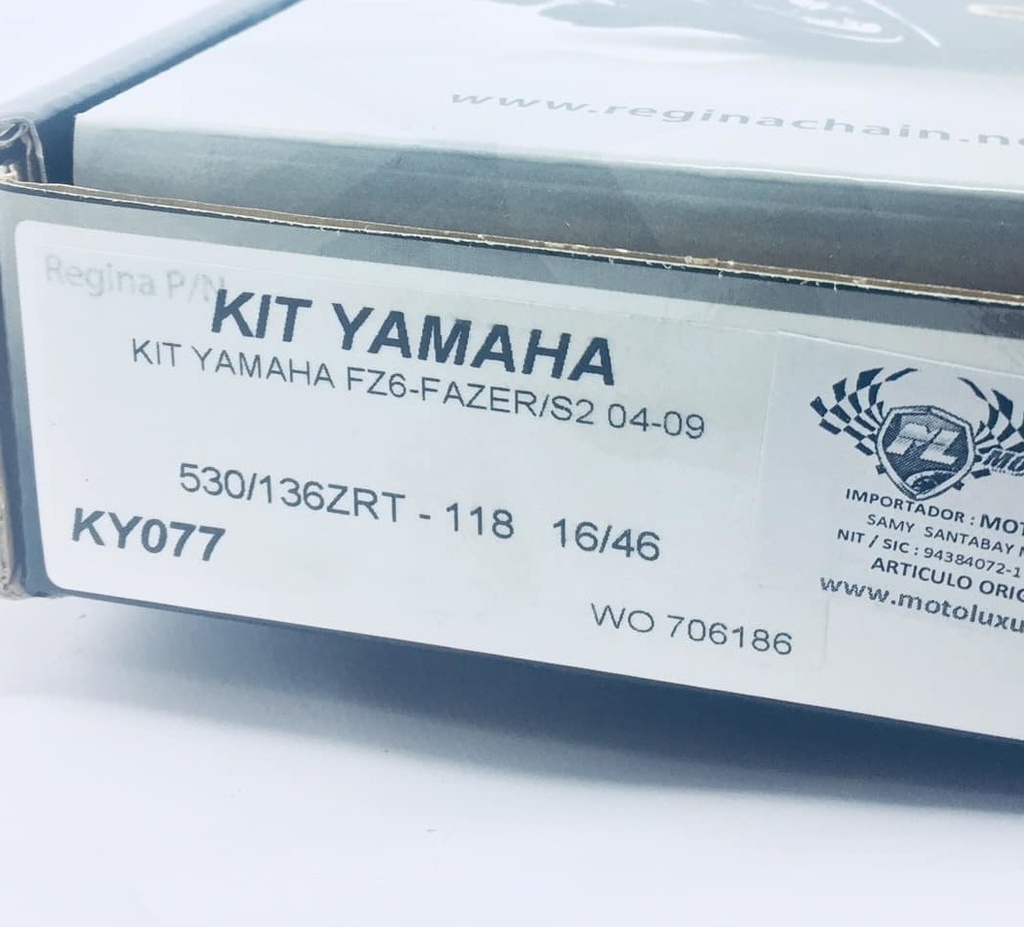 www.reginachain.n
Regina P/N
KIT YAMAHA
KIT YAMAHA FZ6-FAZER/S2 04-09
530/136ZRT - 118 16/46
KY077
WO 706186
IMPORTADOR : MOT
SAMY SANTABAY
NIT / SIC : 94384072-1
ARTICULO ORIG
www.motoluxu